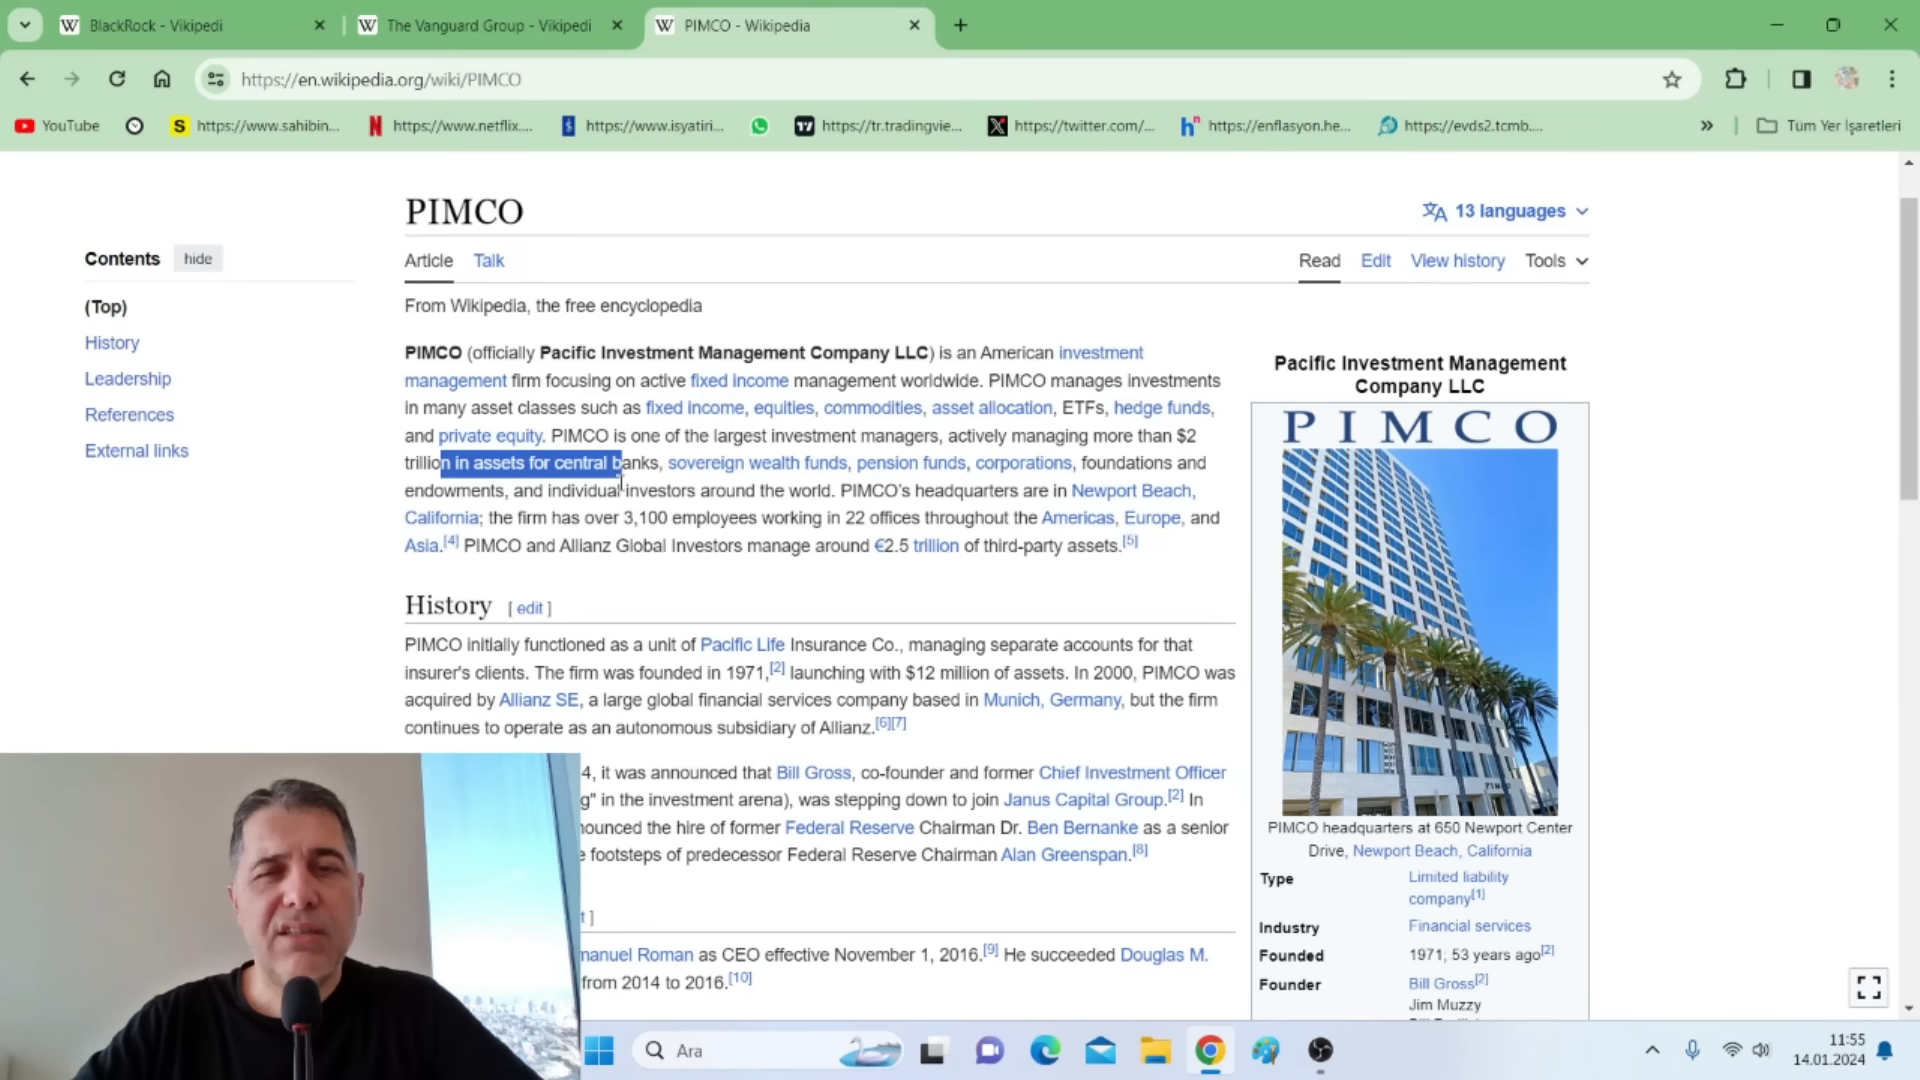 BlackRock - Vikipedi
The Vanguard Group - Vikipedi
PIMCO - Wikipedia
https://en.wikipedia.org/wiki/PIMCO
YouTube
https://www.sahibin...
https://www.netflix....
https://www.isyatiri...
https://tr.tradingvie...
https://twitter.com/...
https://enflasyon.he...
https://evds2.tcmb....
Tüm Yer İşaretleri
PIMCO
13 languages
Contents hide
(Top)
History
Leadership
References
External links
Article Talk
Read Edit View history Tools
From Wikipedia, the free encyclopedia
PIMCO (officially Pacific Investment Management Company LLC) is an American investment
management firm focusing on active fixed income management worldwide. PIMCO manages investments
in many asset classes such as fixed income, equities, commodities, asset allocation, ETFs, hedge funds,
and private equity. PIMCO is one of the largest investment managers, actively managing more than $2
trillion in assets for central banks, sovereign wealth funds, pension funds, corporations, foundations and
endowments, and individual investors around the world. PIMCO's headquarters are in Newport Beach,
California; the firm has over 3,100 employees working in 22 offices throughout the Americas, Europe, and
Asia.[4] PIMCO and Allianz Global Investors manage around €2.5 trillion of third-party assets.[5]
History [ edit ]
PIMCO initially functioned as a unit of Pacific Life Insurance Co., managing separate accounts for that
insurer's clients. The firm was founded in 1971,[2] launching with $12 million of assets. In 2000, PIMCO was
acquired by Allianz SE, a large global financial services company based in Munich, Germany, but the firm
continues to operate as an autonomous subsidiary of Allianz.[6][7]
4, it was announced that Bill Gross, co-founder and former Chief Investment Officer
g" in the investment arena), was stepping down to join Janus Capital Group.[2] In
nounced the hire of former Federal Reserve Chairman Dr. Ben Bernanke as a senior
e footsteps of predecessor Federal Reserve Chairman Alan Greenspan.[8]
t ]
manuel Roman as CEO effective November 1, 2016.[9] He succeeded Douglas M.
from 2014 to 2016.[10]
Pacific Investment Management
Company LLC
PIMCO
PIMCO headquarters at 650 Newport Center
Drive, Newport Beach, California
Type Limited liability
company[1]
Industry Financial services
Founded 1971; 53 years ago[2]
Founder Bill Gross[2]
Jim Muzzy
Ara
11:55
14.01.2024